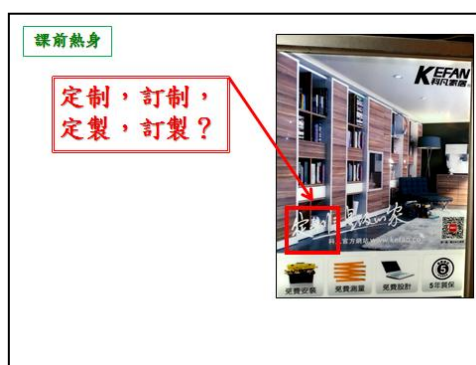 課前熱身
定制，訂制，
定製，訂製？
KEFAN
科凡家居
免費安裝
免費測量
免費設計
5
5年質保